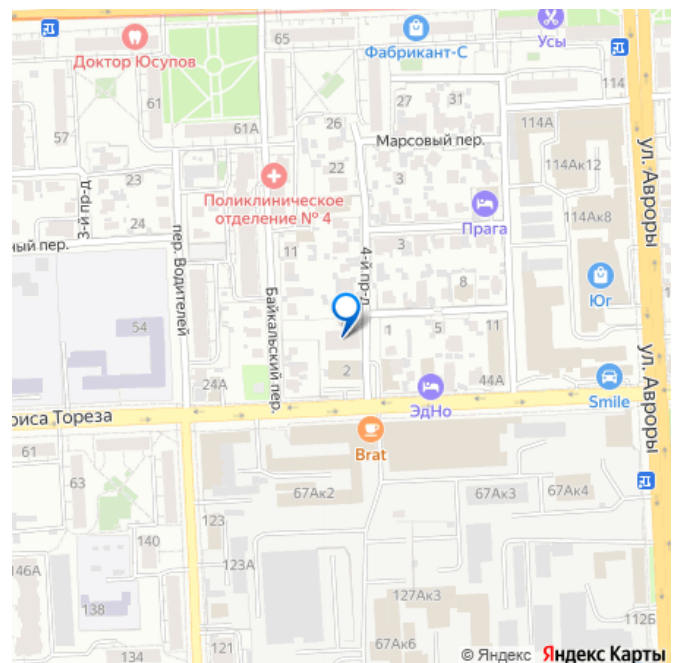 65
Усы
Фабрикант-С
Доктор Юсупов
114
61
27
31
61А
26
114А
57
Марсовый пер.
ул. Авроры
22
114Ак12
3-й пр-д
23
3
Поликлиническое
отделение № 4
24
Прага
114Ак8
пер. Водителей
ный пер.
11
4-й пр-д
3
8
Юг
Байкальский пер.
54
1
5
11
ул. Авроры
2
24А
44А
ЭдНо
Smile
риса Тореза
Brat
61
63
67Ак2
67Ак3
67Ак4
123
140
123А
146А
127Ак3
138
112Б
121
67Ак6
134
© Яндекс Яндекс Карты